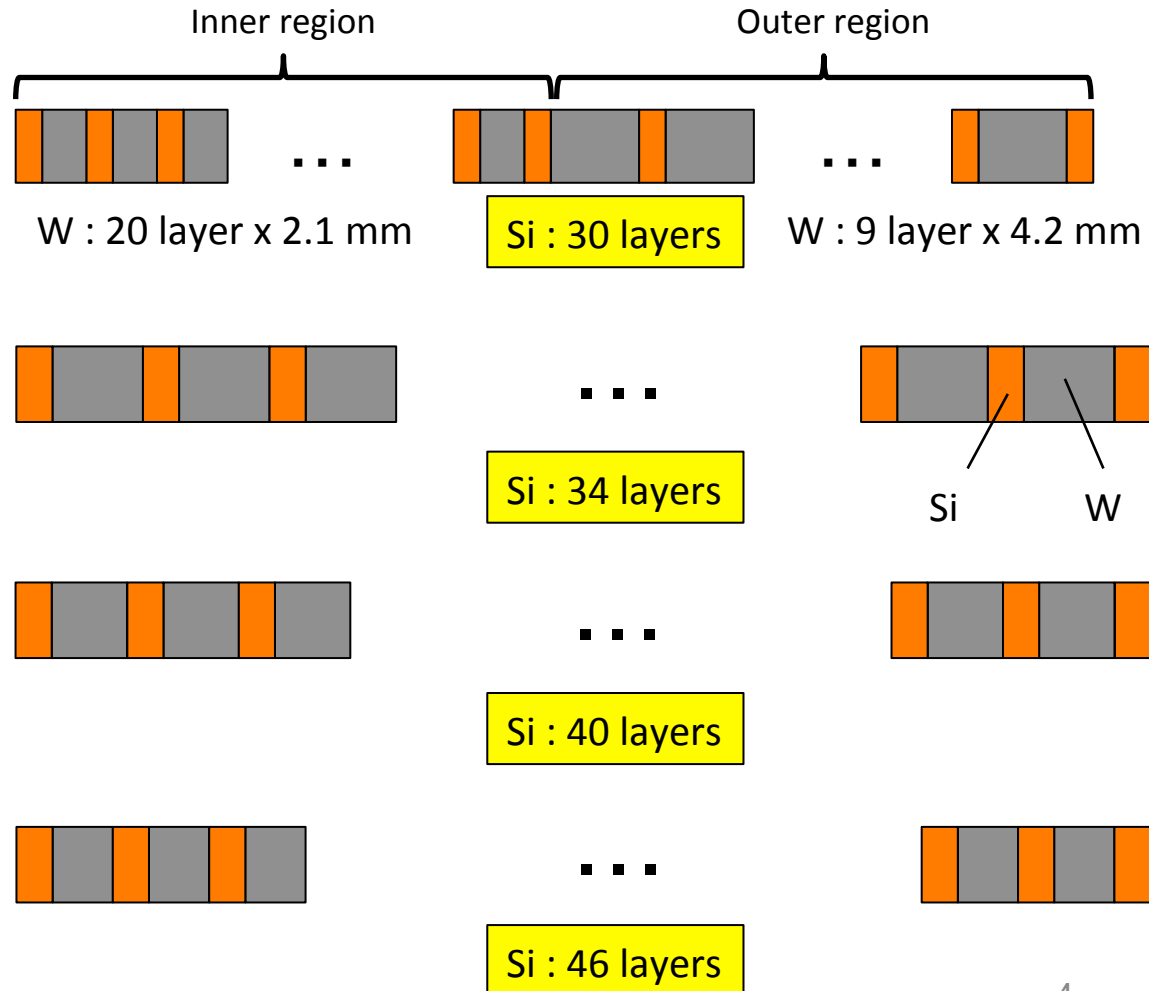 Inner region
Outer region
...
...
W : 20 layer x 2.1 mm
Si : 30 layers
W : 9 layer x 4.2 mm
...
Si : 34 layers
Si
W
...
Si : 40 layers
...
Si : 46 layers
4